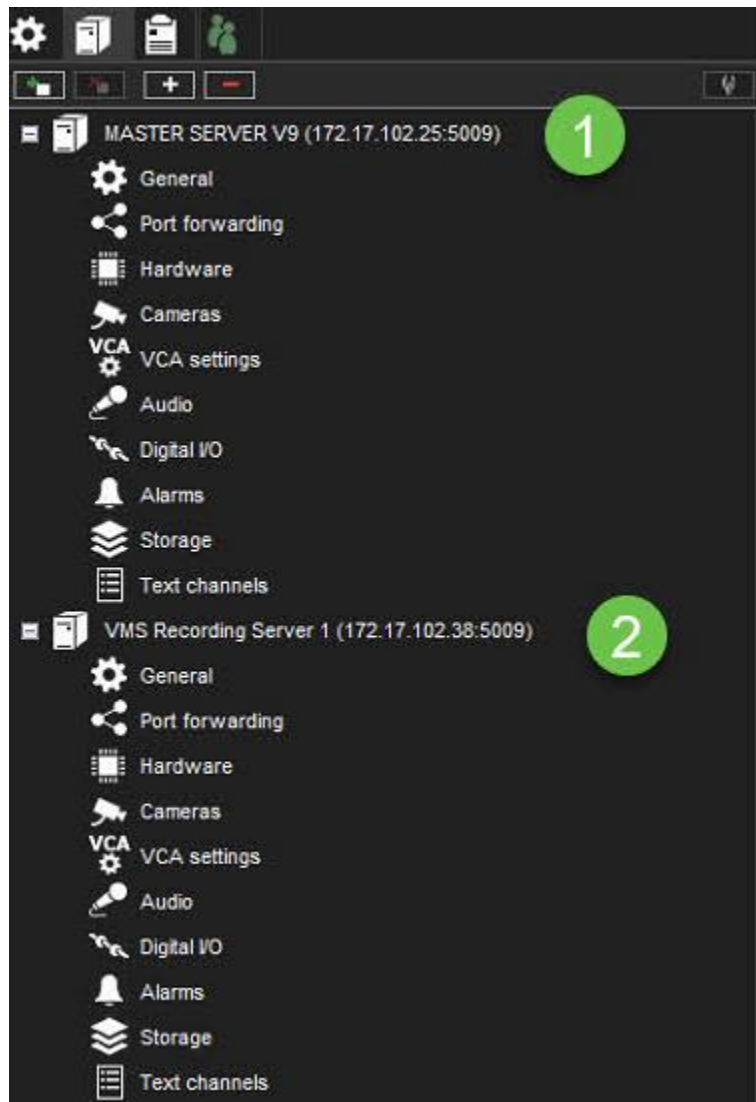 MASTER SERVER V9 (172.17.102.25:5009) 1
General
Port forwarding
Hardware
Cameras
VCA VCA settings
Audio
Digital I/O
Alarms
Storage
Text channels
VMS Recording Server 1 (172.17.102.38:5009) 2
General
Port forwarding
Hardware
Cameras
VCA VCA settings
Audio
Digital I/O
Alarms
Storage
Text channels